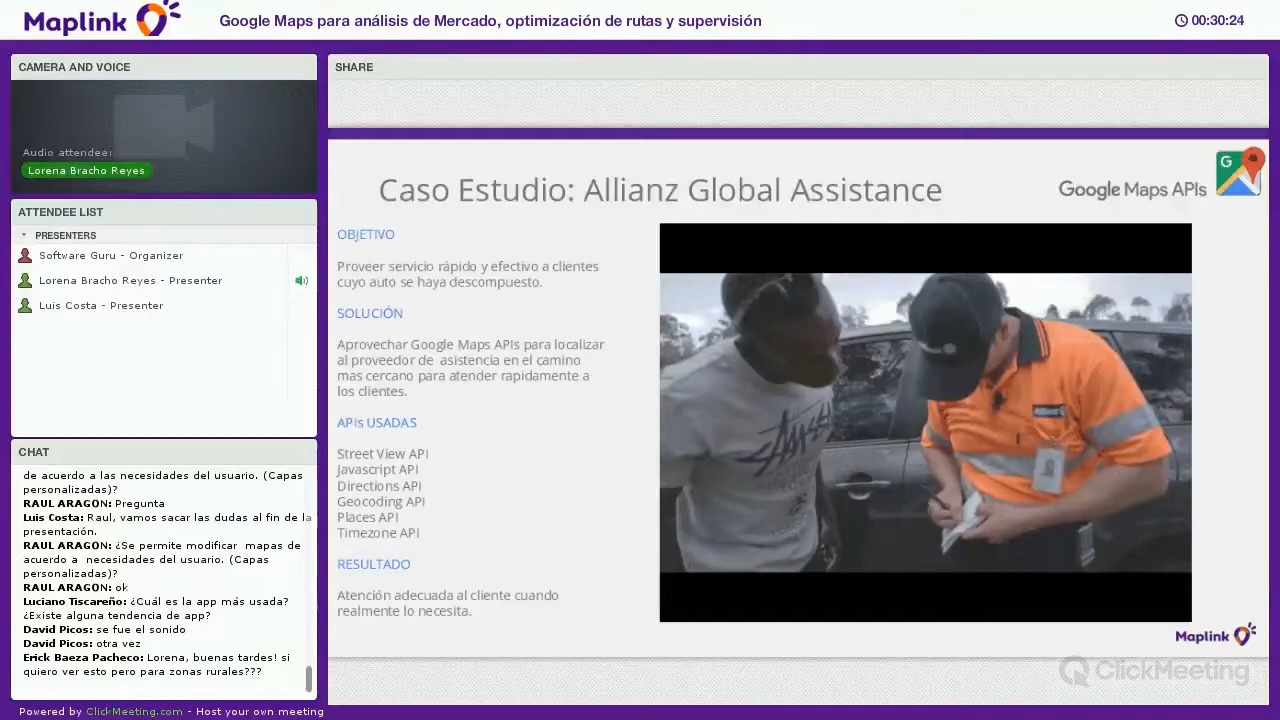 Maplink
Google Maps para análisis de Mercado, optimización de rutas y supervisión
00:30:24
CAMERA AND VOICE
Audio attendees
Lorena Bracho Reyes
ATTENDEE LIST
PRESENTERS
Software Guru - Organizer
Lorena Bracho Reyes - Presenter
Luis Costa - Presenter
CHAT
de acuerdo a las necesidades del usuario. (Capas
personalizadas)?
RAUL ARAGON: Pregunta
Luis Costa: Raul, vamos sacar las dudas al fin de la
presentación.
RAUL ARAGON: ¿Se permite modificar mapas de
acuerdo a necesidades del usuario. (Capas
personalizadas)?
RAUL ARAGON: ok
Luciano Tiscareño: ¿Cuál es la app más usada?
¿Existe alguna tendencia de app?
David Picos: se fue el sonido
David Picos: otra vez
Erick Baeza Pacheco: Lorena, buenas tardes! si
quiero ver esto pero para zonas rurales???
Powered by ClickMeeting.com - Host your own meeting
SHARE
Caso Estudio: Allianz Global Assistance
Google Maps APIs
G
OBJETIVO
Proveer servicio rápido y efectivo a clientes
cuyo auto se haya descompuesto.
SOLUCIÓN
Aprovechar Google Maps APIs para localizar
al proveedor de asistencia en el camino
mas cercano para atender rapidamente a
los clientes.
APIs USADAS
Street View API
Javascript API
Directions API
Geocoding API
Places API
Timezone API
RESULTADO
Atención adecuada al cliente cuando
realmente lo necesita.
Maplink
ClickMeeting